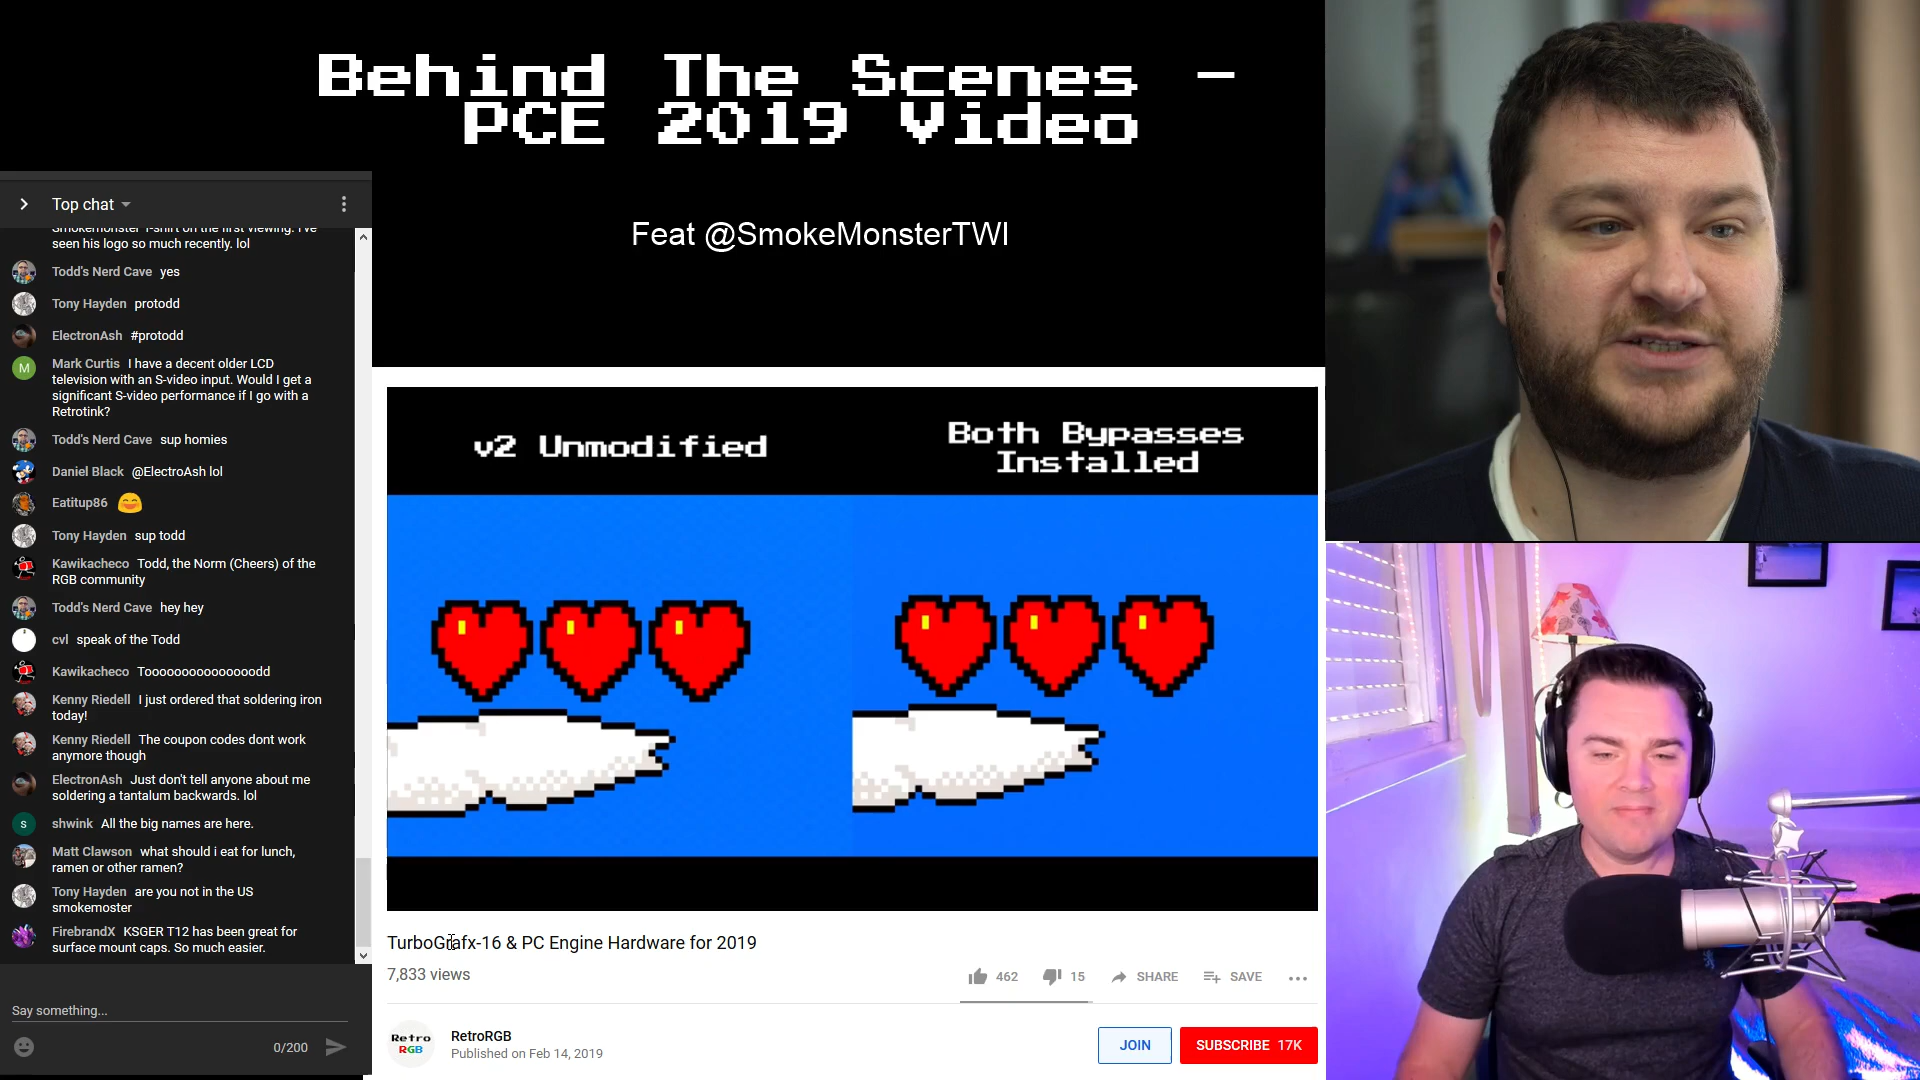 Behind The Scenes -
PCE 2019 Video
Feat @SmokeMonsterTWI
Top chat
Smokemonster T-shirt on the first viewing. I've
seen his logo so much recently. lol
Todd's Nerd Cave yes
Tony Hayden protodd
ElectronAsh #protodd
M
Mark Curtis I have a decent older LCD
television with an S-video input. Would I get a
significant S-video performance if I go with a
Retrotink?
Todd's Nerd Cave sup homies
Daniel Black @ElectroAsh lol
Eatitup86
Tony Hayden sup todd
Kawikacheco Todd, the Norm (Cheers) of the
RGB community
Todd's Nerd Cave hey hey
cvl speak of the Todd
Kawikacheco Toooooooooooooodd
Kenny Riedell I just ordered that soldering iron
today!
Kenny Riedell The coupon codes dont work
anymore though
ElectronAsh Just don't tell anyone about me
soldering a tantalum backwards. lol
s
shwink All the big names are here.
Matt Clawson what should i eat for lunch,
ramen or other ramen?
Tony Hayden are you not in the US
smokemoster
FirebrandX KSGER T12 has been great for
surface mount caps. So much easier.
Say something...
0/200
v2 Unmodified
Both Bypasses
Installed
TurboGrafx-16 & PC Engine Hardware for 2019
7,833 views
462
15
SHARE
SAVE
Retro
RGB
RetroRGB
Published on Feb 14, 2019
JOIN
SUBSCRIBE 17K